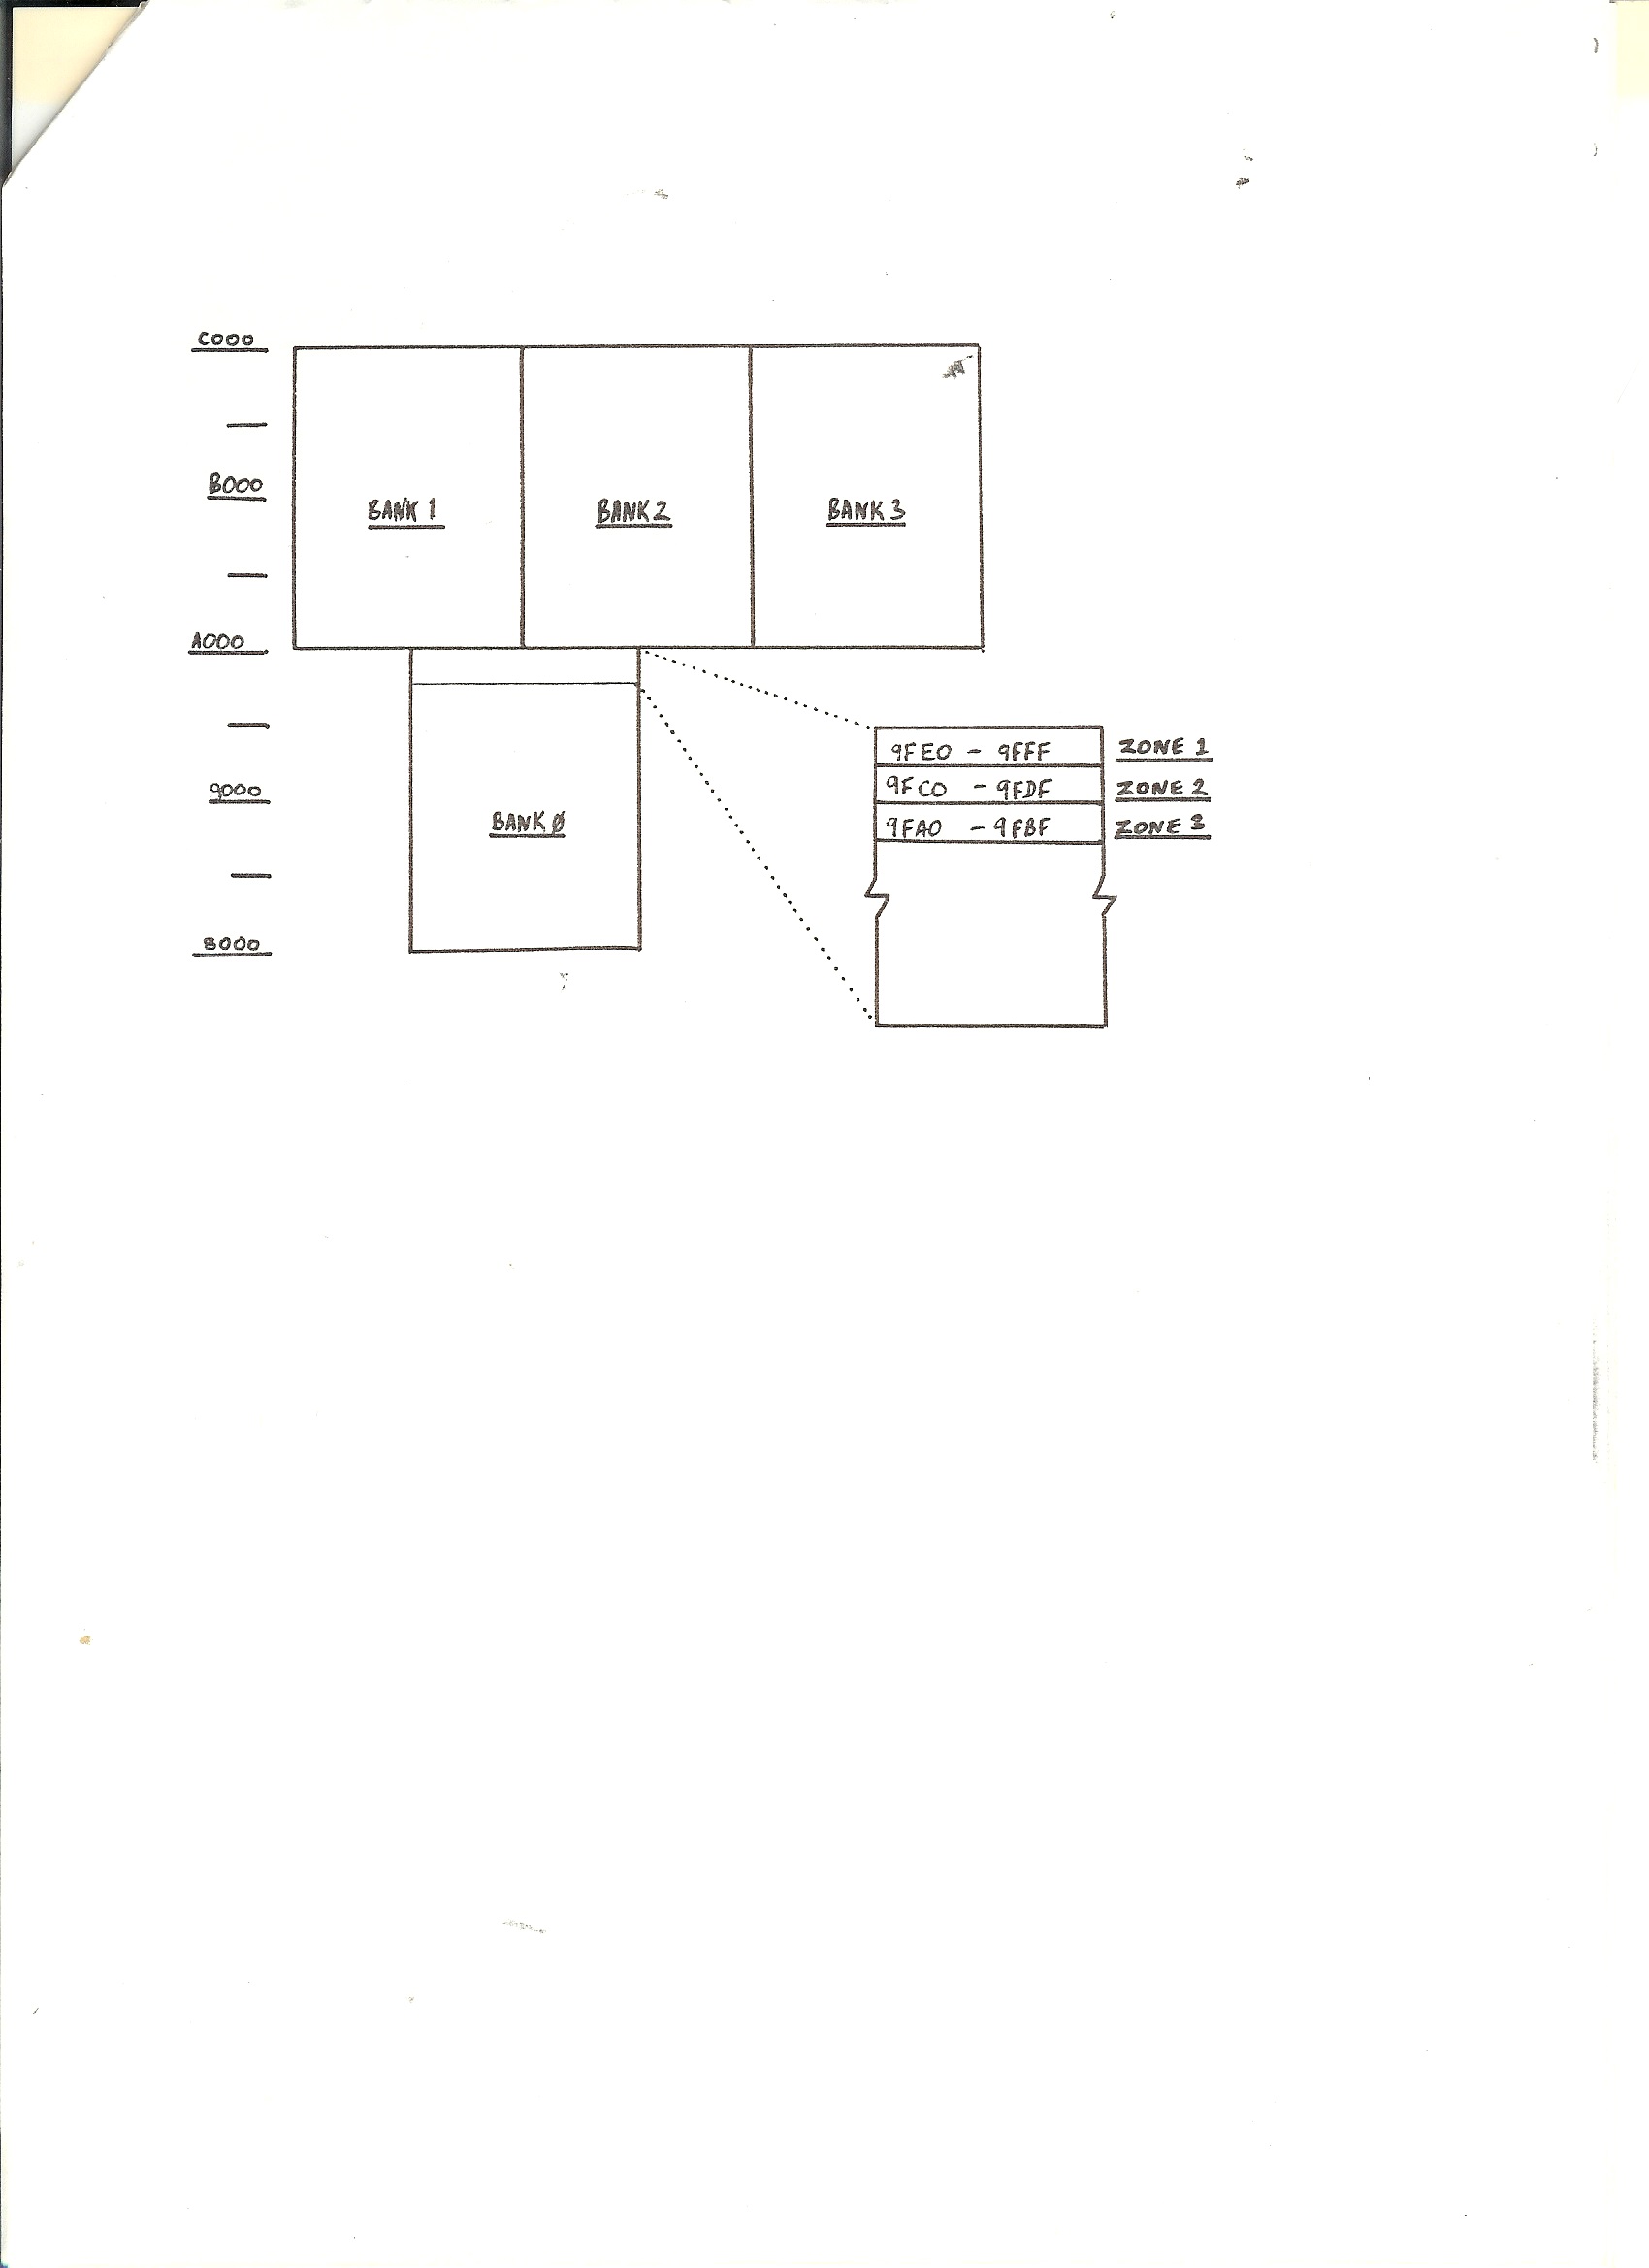 C000
B000
BANK 1 BANK 2 BANK 3
A000
9FE0 - 9FFF ZONE 1
9FC0 - 9FDF ZONE 2
9000
BANK Ø
9FA0 - 9FBF ZONE 3
8000